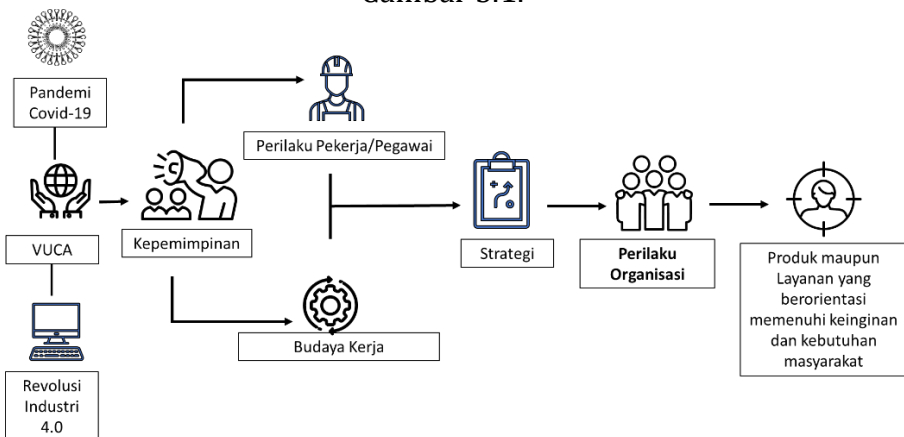 Gambar 3.1.
Pandemi
Covid-19
VUCA
Revolusi
Industri
4.0
Kepemimpinan
Perilaku Pekerja/Pegawai
Budaya Kerja
Strategi
Perilaku
Organisasi
Produk maupun
Layanan yang
berorientasi
memenuhi keinginan
dan kebutuhan
masyarakat